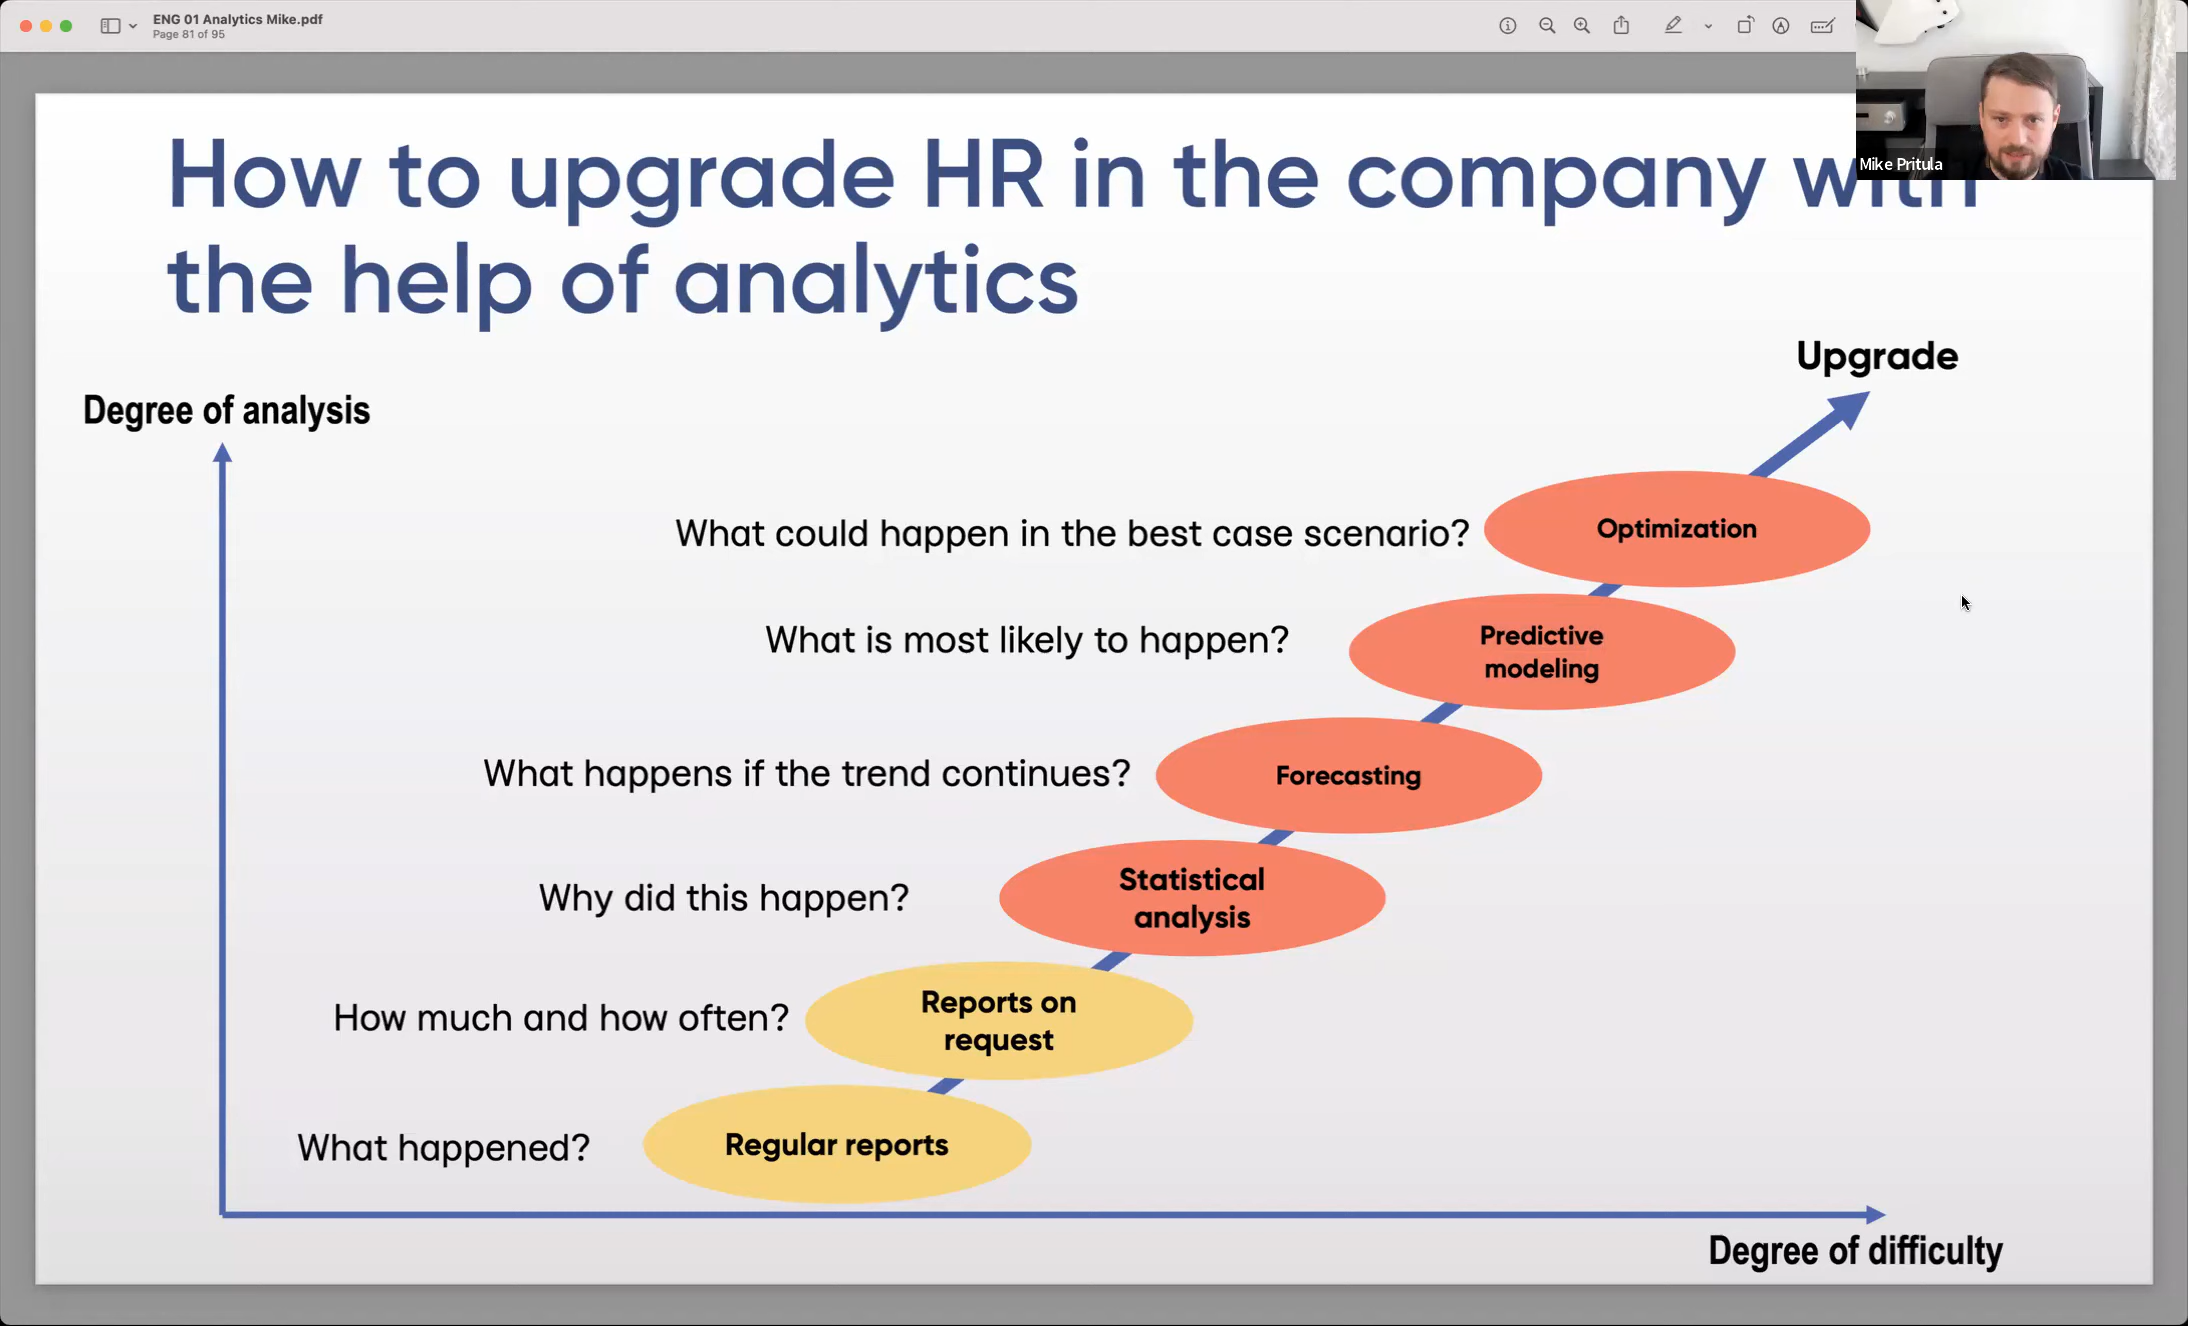 ENG 01 Analytics Mike.pdf
Page 81 of 95
Mike Pritula
How to upgrade HR in the company with
the help of analytics
Upgrade
Degree of analysis
What could happen in the best case scenario?
Optimization
What is most likely to happen?
Predictive
modeling
What happens if the trend continues?
Forecasting
Why did this happen?
Statistical
analysis
How much and how often?
Reports on
request
What happened?
Regular reports
Degree of difficulty